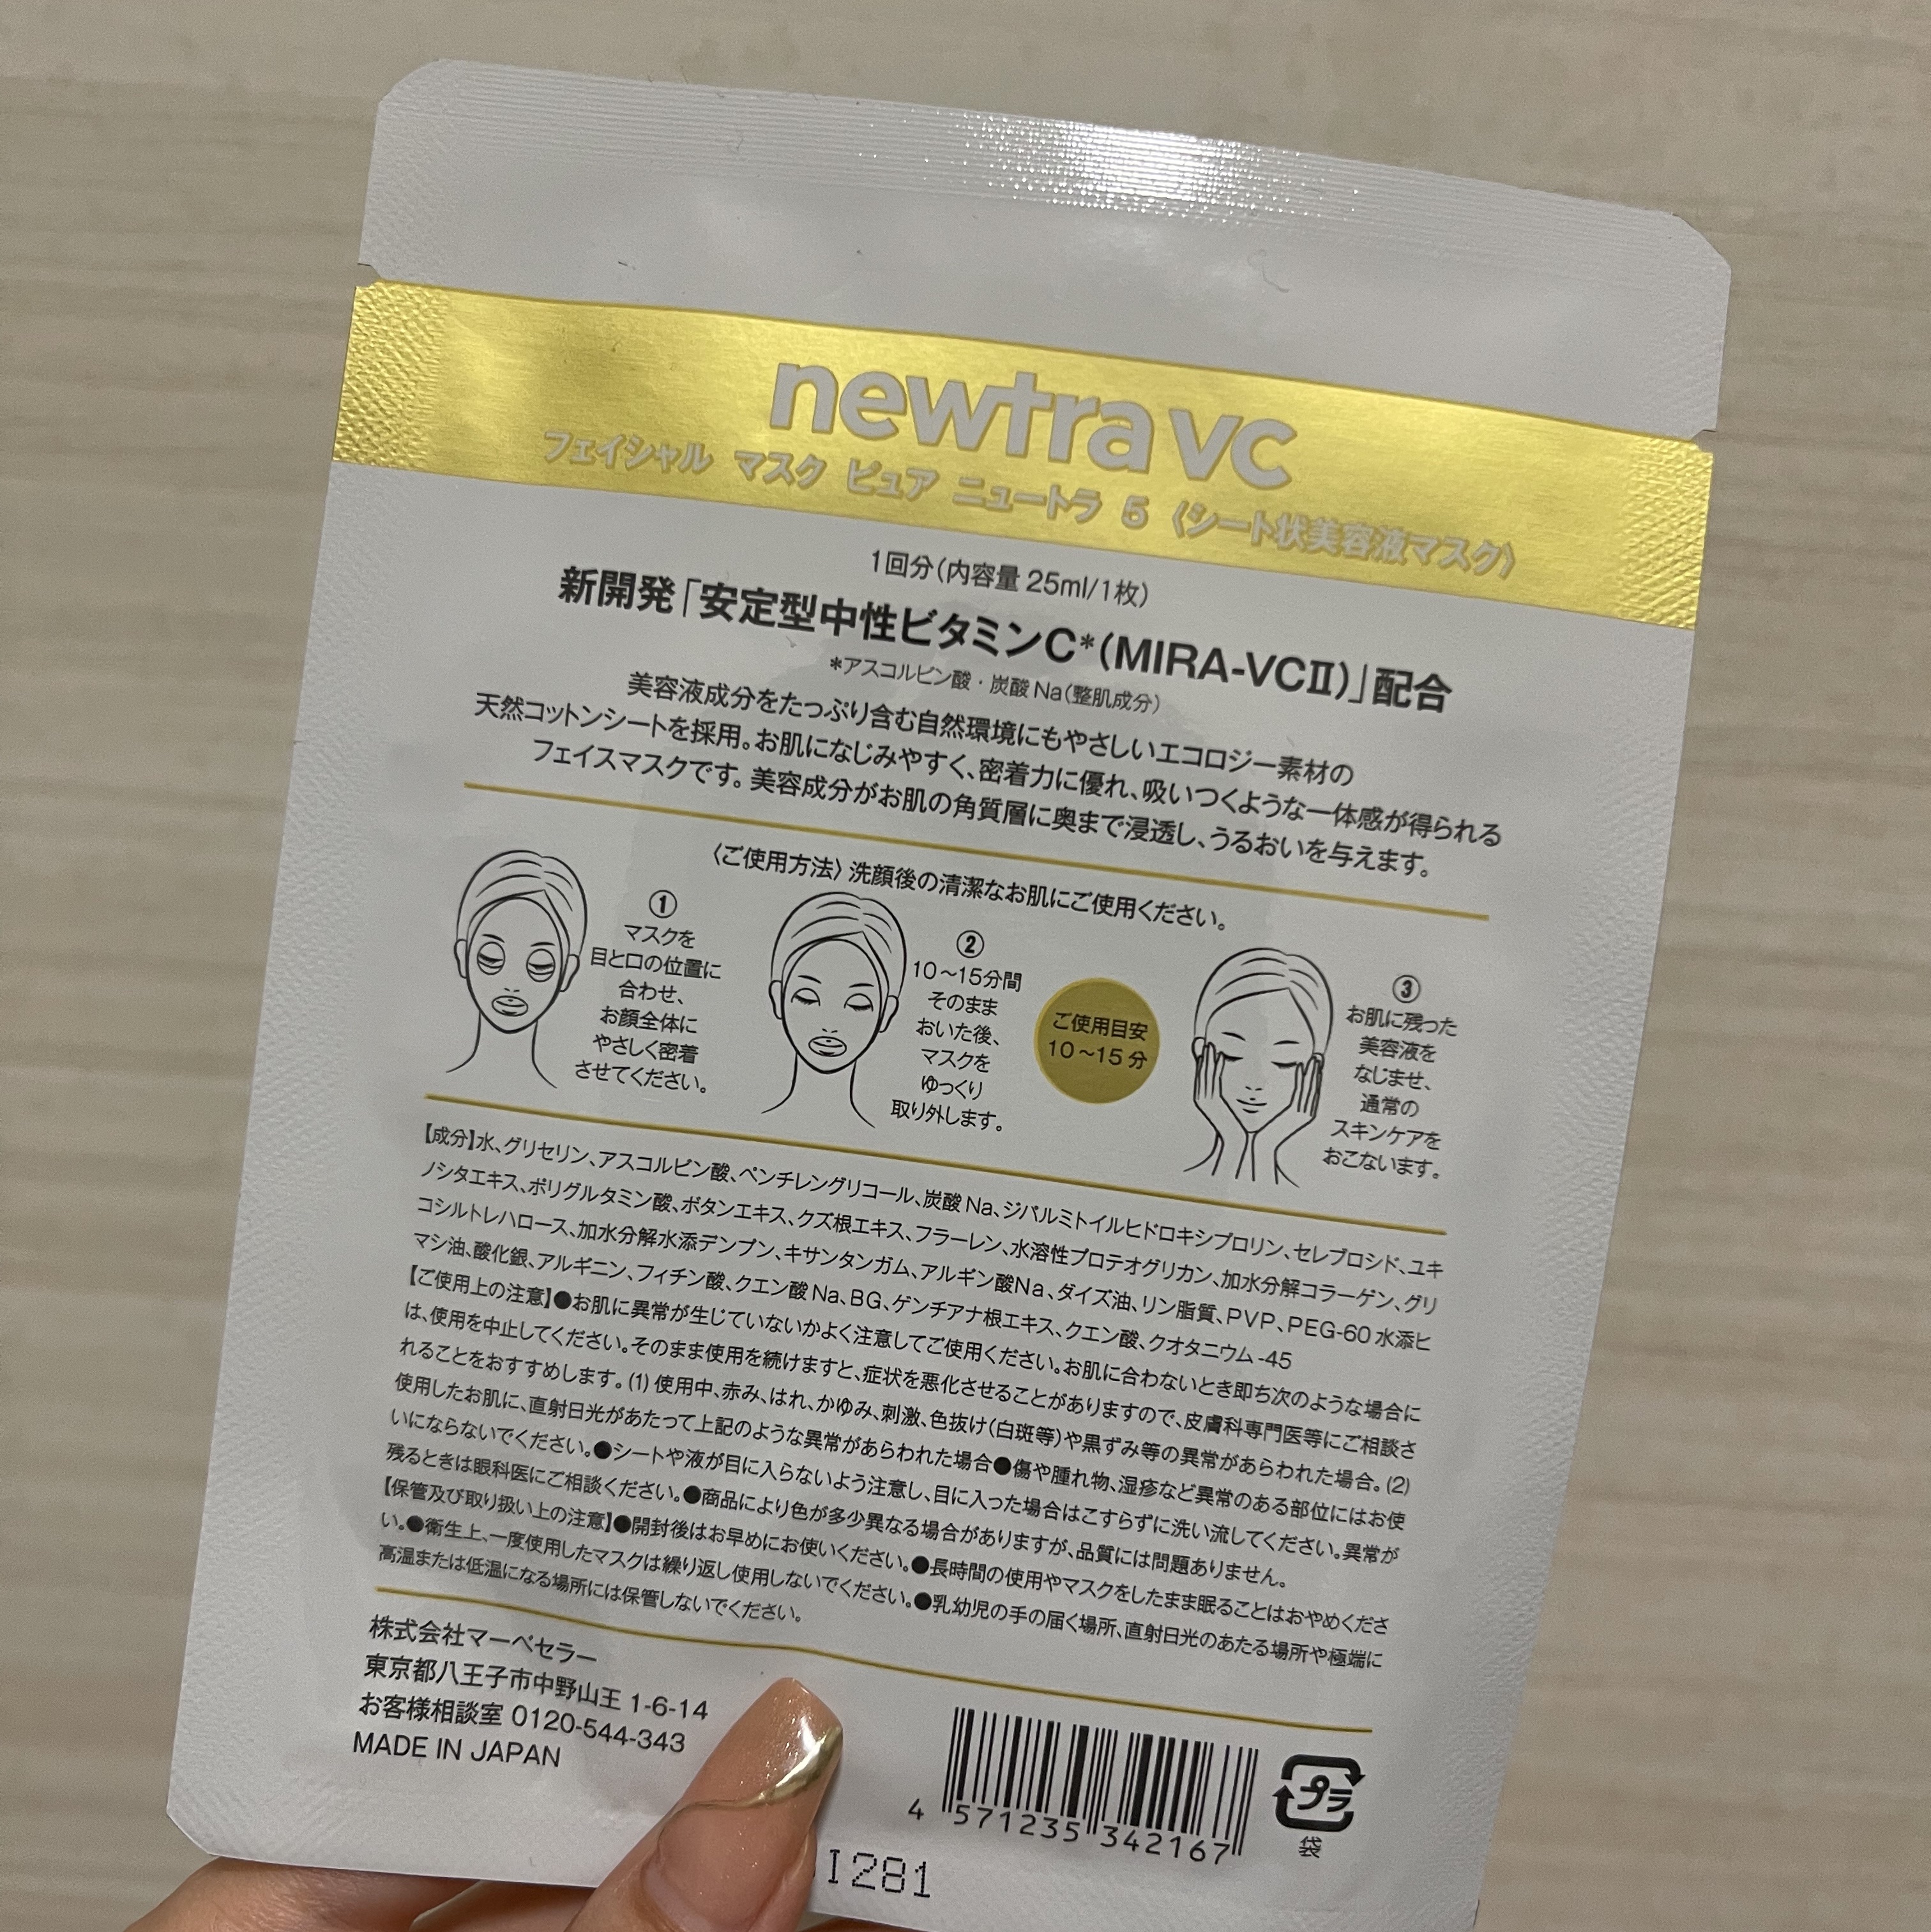 newtra vc
フェイシャル マスク ピュア ニュートラ 5 〈シート状美容液マスク〉
1回分(内容量 25ml/1枚)
新開発「安定型中性ビタミンC*(MIRA-VCⅡ)」配合
*アスコルビン酸・炭酸Na(整肌成分)
美容液成分をたっぷり含む自然環境にもやさしいエコロジー素材の
天然コットンシートを採用。お肌になじみやすく、密着力に優れ、吸いつくような一体感が得られる
フェイスマスクです。美容成分がお肌の角質層に奥まで浸透し、うるおいを与えます。
〈ご使用方法〉洗顔後の清潔なお肌にご使用ください。
①
マスクを
目と口の位置に
合わせ、
お顔全体に
やさしく密着
させてください。
②
10〜15分間
そのまま
おいた後、
マスクを
ゆっくり
取り外します。
ご使用目安
10〜15分
③
お肌に残った
美容液を
なじませ、
通常の
スキンケアを
おこないます。
【成分】水、グリセリン、アスコルビン酸、ペンチレングリコール、炭酸Na、ジパルミトイルヒドロキシプロリン、セレブロシド、ユキ
ノシタエキス、ポリグルタミン酸、ボタンエキス、クズ根エキス、フラーレン、水溶性プロテオグリカン、加水分解コラーゲン、グリ
コシルトレハロース、加水分解水添デンプン、キサンタンガム、アルギン酸Na、ダイズ油、リン脂質、PVP、PEG-60水添ヒ
マシ油、酸化銀、アルギニン、フィチン酸、クエン酸Na、BG、ゲンチアナ根エキス、クエン酸、クオタニウム-45
【ご使用上の注意】●お肌に異常が生じていないかよく注意してご使用ください。お肌に合わないとき即ち次のような場合に
は、使用を中止してください。そのまま使用を続けますと、症状を悪化させることがありますので、皮膚科専門医等にご相談さ
れることをおすすめします。(1) 使用中、赤み、はれ、かゆみ、刺激、色抜け(白斑等)や黒ずみ等の異常があらわれた場合。(2)
使用したお肌に、直射日光があたって上記のような異常があらわれた場合●傷や腫れ物、湿疹など異常のある部位にはお使
いにならないでください。●シートや液が目に入らないよう注意し、目に入った場合はこすらずに洗い流してください。異常が
残るときは眼科医にご相談ください。●商品により色が多少異なる場合がありますが、品質には問題ありません。
【保管及び取り扱い上の注意】●開封後はお早めにお使いください。●長時間の使用やマスクをしたまま眠ることはおやめくださ
い。●衛生上、一度使用したマスクは繰り返し使用しないでください。●乳幼児の手の届く場所、直射日光のあたる場所や極端に
高温または低温になる場所には保管しないでください。
株式会社マーベセラー
東京都八王子市中野山王 1-6-14
お客様相談室 0120-544-343
MADE IN JAPAN
4 571235 342167
プラ
袋
I281